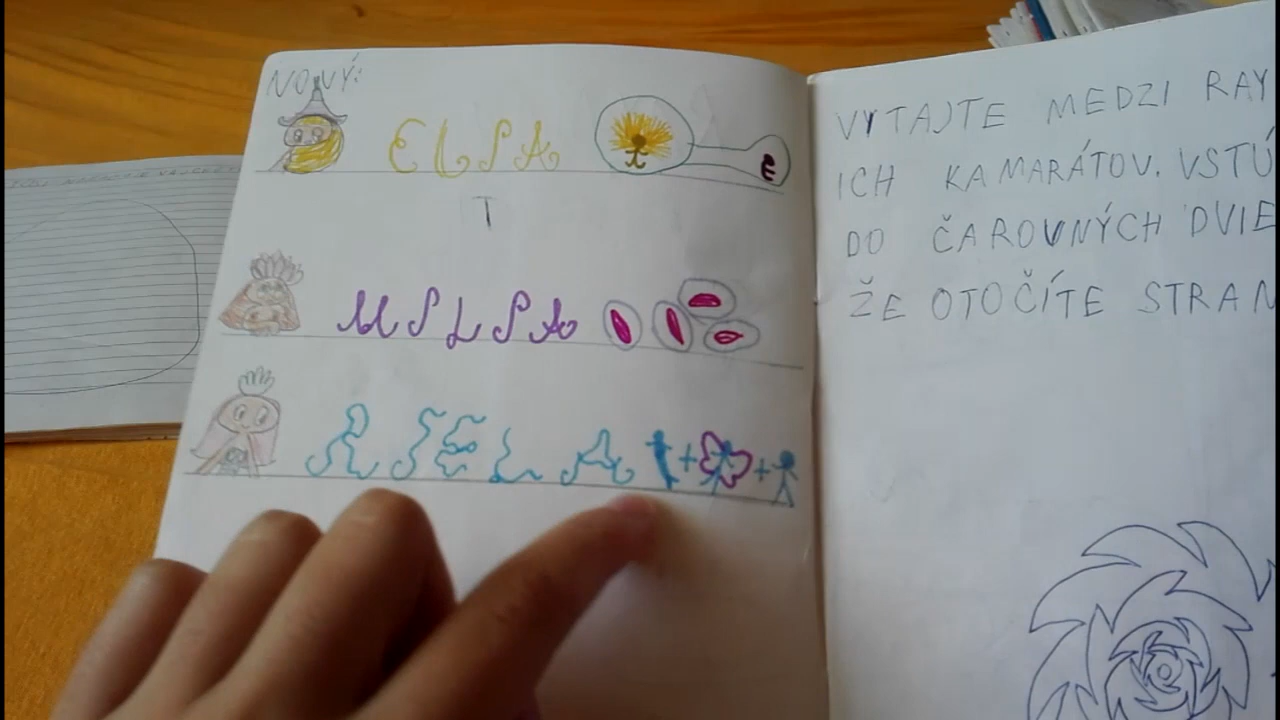 NOVÝ:
ELSA
E
T
MSLSA
RSELA
+ +
VYTAJTE MEDZI RAY
ICH KAMARÁTOV. VSTÚ
DO ČAROVNÝCH DVIE
ŽE OTOČÍTE STRAN